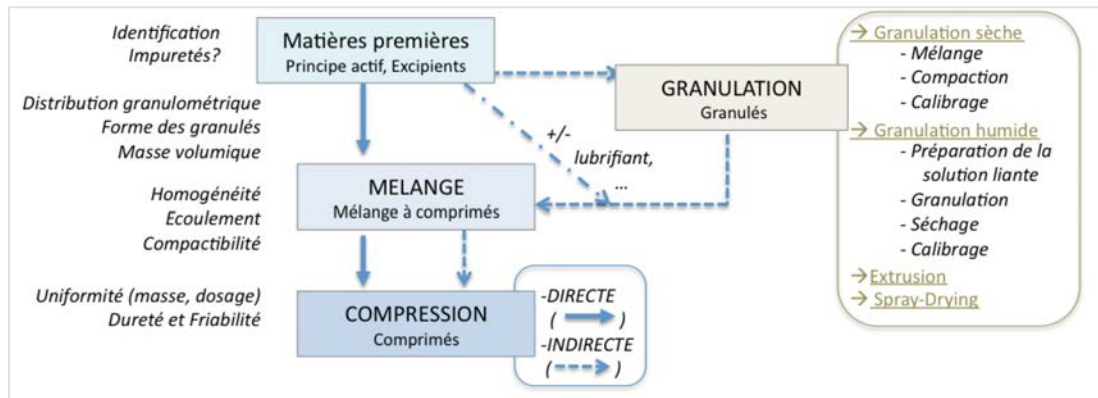 Identification
Impuretés?
Matières premières
Principe actif, Excipients
Distribution granulométrique
Forme des granulés
Masse volumique
GRANULATION
Granulés
+/-
lubrifiant,
...
MELANGE
Mélange à comprimés
Homogénéité
Ecoulement
Compactibilité
Uniformité (masse, dosage)
Dureté et Friabilité
COMPRESSION
Comprimés
-DIRECTE
( )
-INDIRECTE
( )
→ Granulation sèche
- Mélange
- Compaction
- Calibrage
→ Granulation humide
- Préparation de la
solution liante
- Granulation
- Séchage
- Calibrage
→Extrusion
→ Spray-Drying